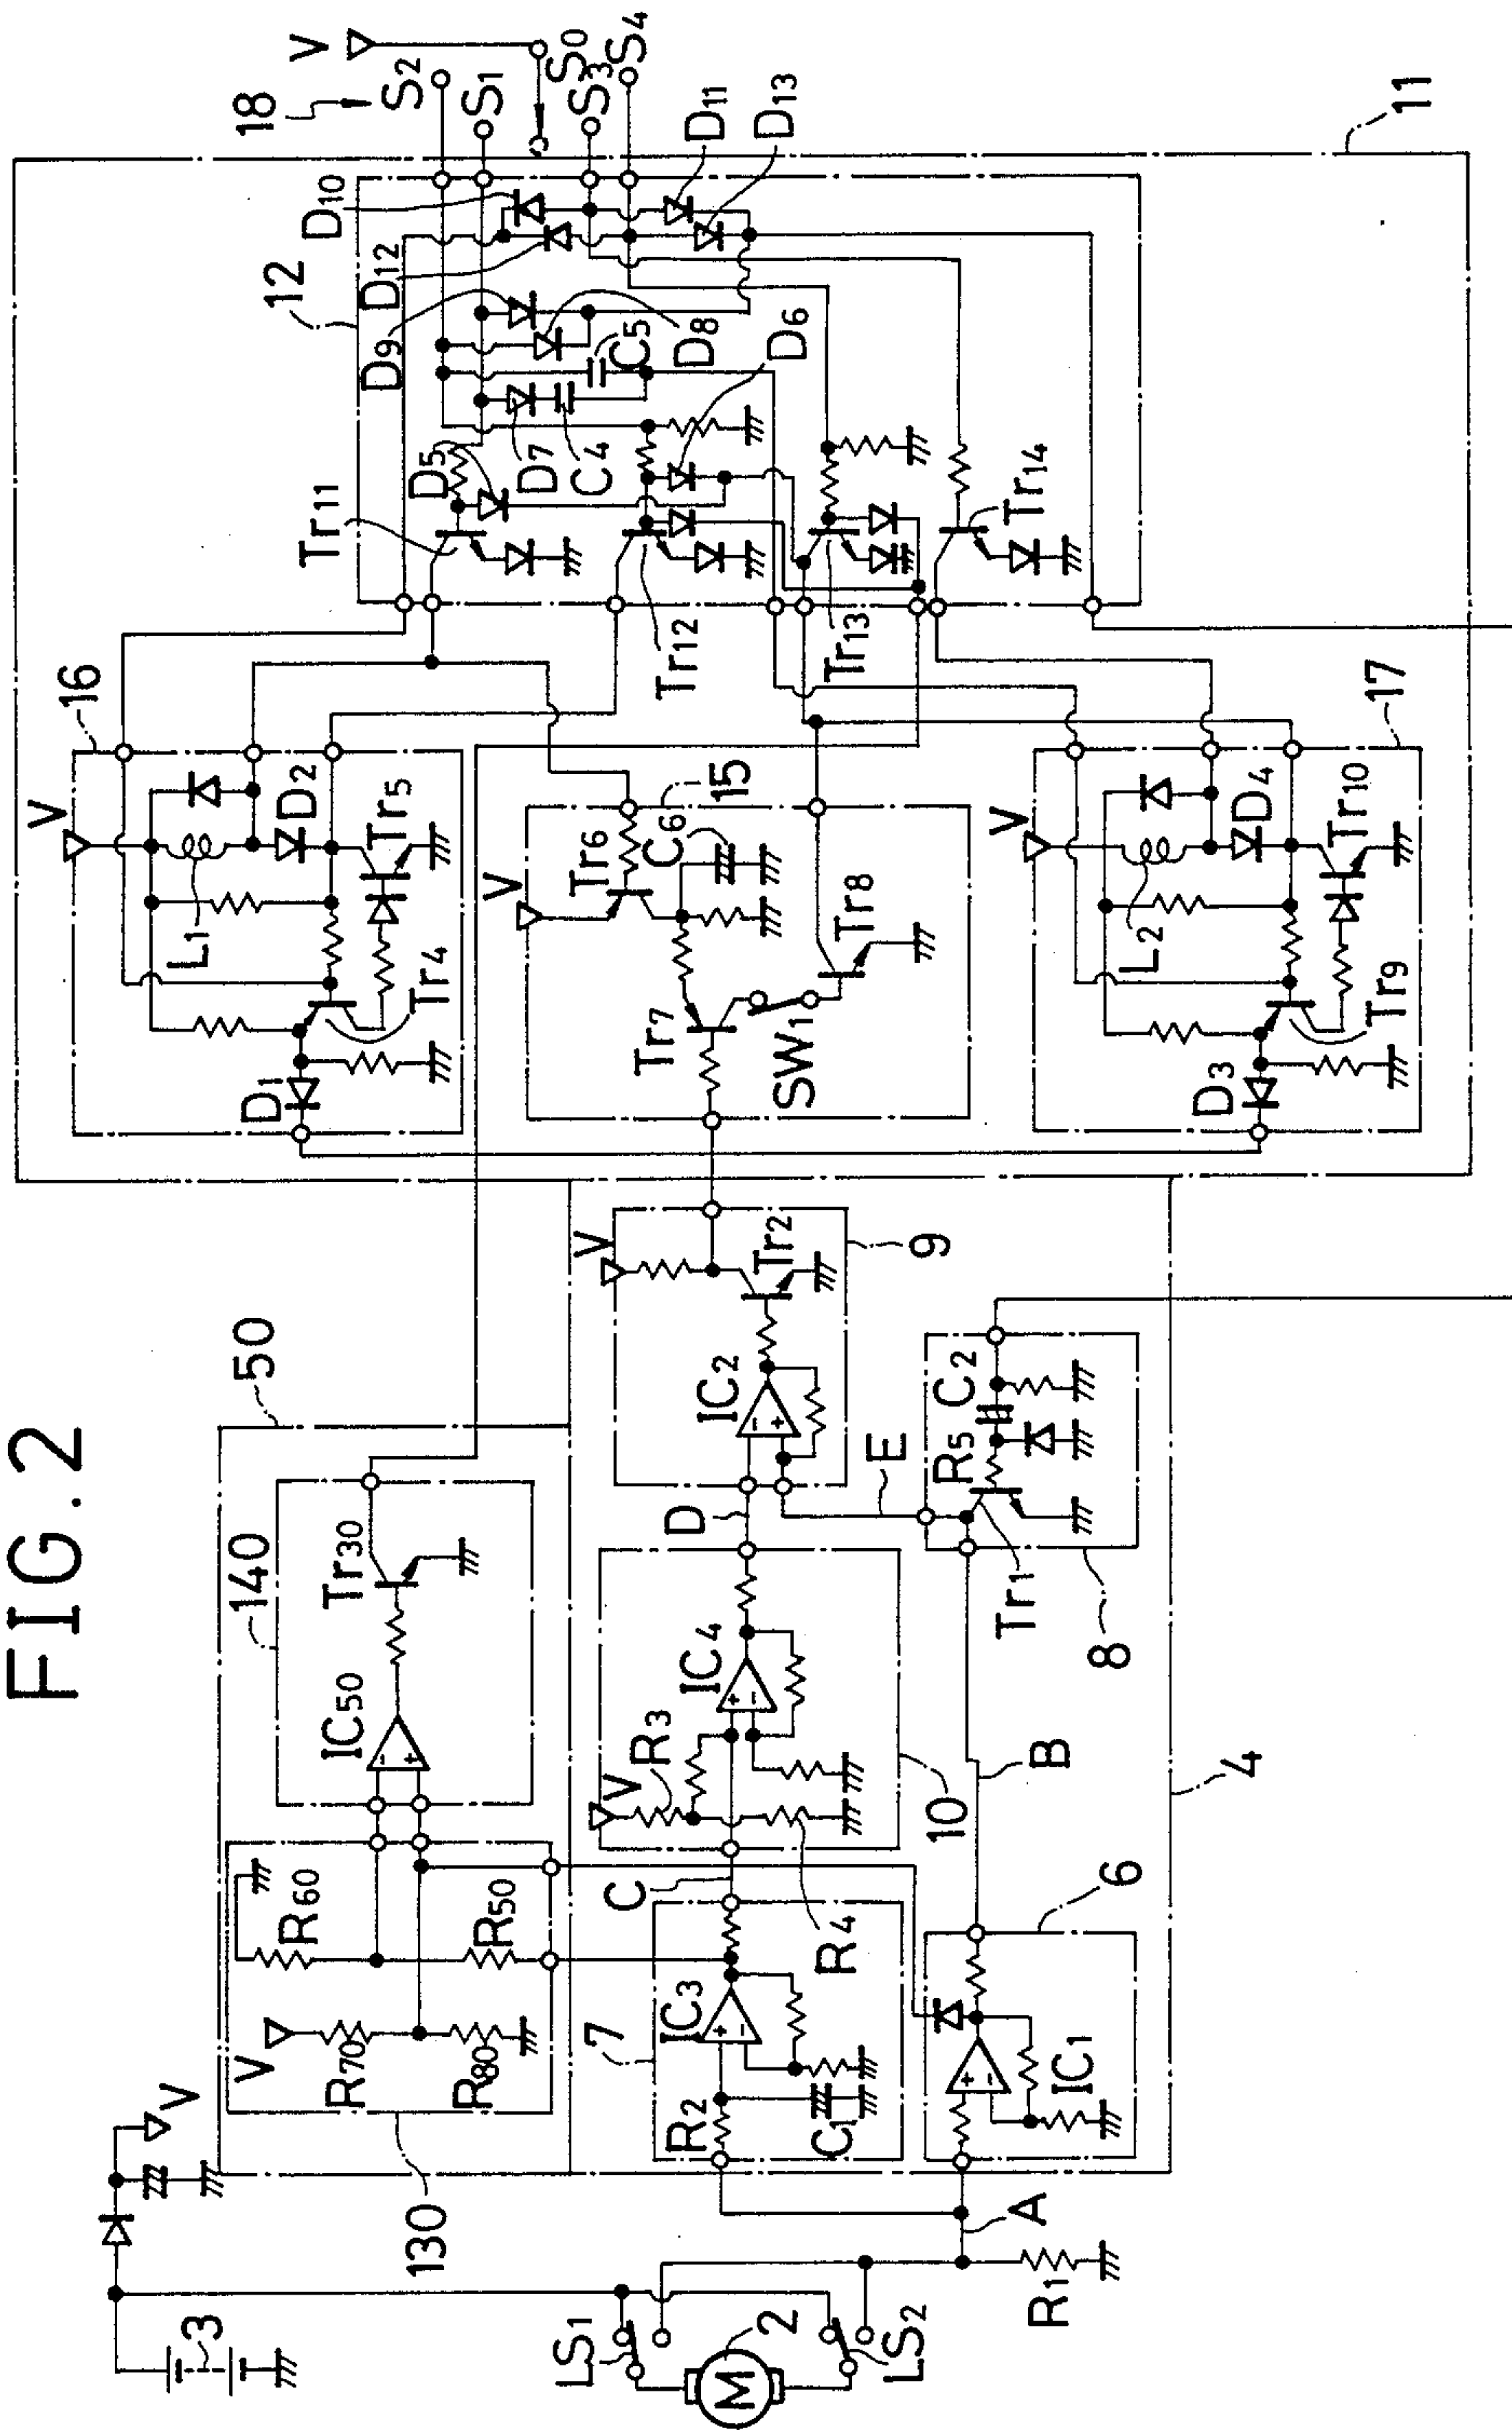 FIG.2
V
S2
S1
S0
S3
S4
18
D10
D11
D13
12
D12
D9
D8
C5
D6
D5
D7
C4
Tr11
Tr12
Tr13
Tr14
11
16
V
L1
D2
Tr5
Tr4
D1
15
V
Tr6
C6
Tr7
Tr8
SW1
17
V
L2
D4
Tr10
Tr9
D3
50
140
Tr30
IC50
130
R60
R50
V
R70
R80
9
V
Tr2
IC2
D
E
10
V
R3
R4
IC4
C
7
IC3
R2
C1
8
C2
R5
Tr1
B
6
IC1
4
A
R1
V
3
LS1
LS2
2
M